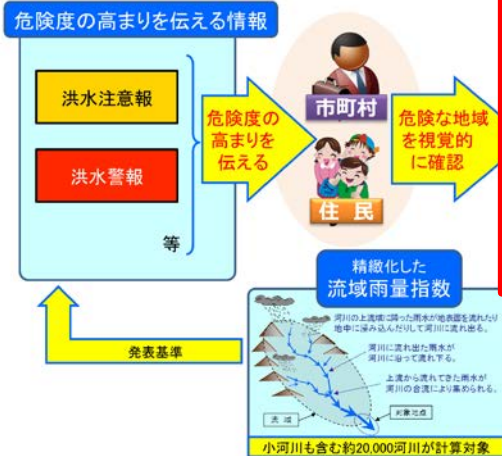 危険度の高まりを伝える情報
洪水注意報
洪水警報
等
危険度の
高まりを
伝える
市町村
住民
危険な地域
を視覚的
に確認
発表基準
精緻化した
流域雨量指数
河川の上流域に降った雨水が地表面を流れたり
地中に浸み込んだりして河川に流れ出る。
河川に流れ出た雨水が
河川に沿って流れ下る。
上流から流れてきた雨水が
河川の合流により集められる。
流域
対象地点
小河川も含む約20,000河川が計算対象